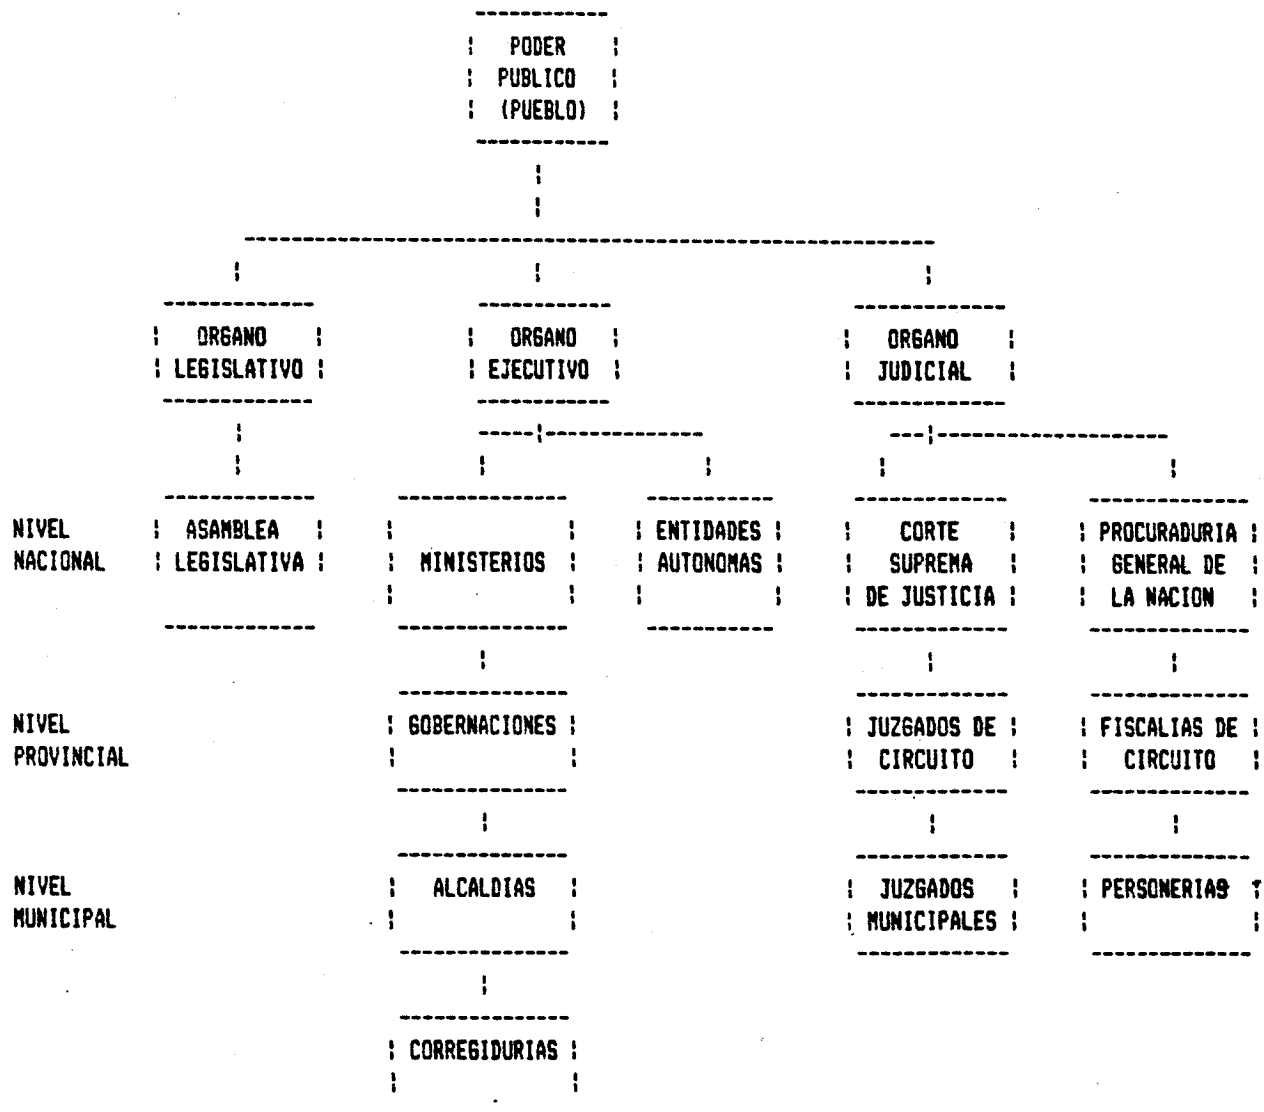 PODER
PUBLICO
(PUEBLO)
ORGANO
LEGISLATIVO
ORGANO
EJECUTIVO
ORGANO
JUDICIAL
NIVEL
NACIONAL
ASAMBLEA
LEGISLATIVA
MINISTERIOS
ENTIDADES
AUTONOMAS
CORTE
SUPREMA
DE JUSTICIA
PROCURADURIA
GENERAL DE
LA NACION
NIVEL
PROVINCIAL
GOBERNACIONES
JUZGADOS DE
CIRCUITO
FISCALIAS DE
CIRCUITO
NIVEL
MUNICIPAL
ALCALDIAS
JUZGADOS
MUNICIPALES
PERSONERIAS
CORREGIDURIAS